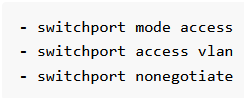 - switchport mode access
- switchport access vlan
- switchport nonegotiate